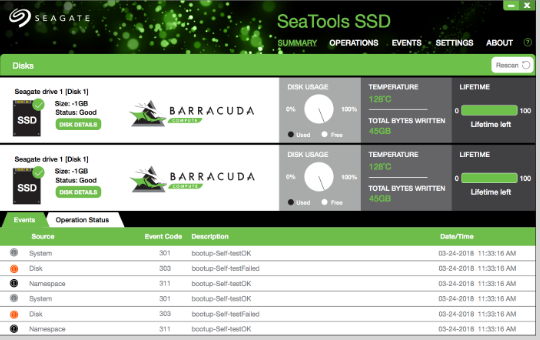 SEAGATE
SeaTools SSD
SUMMARY OPERATIONS EVENTS SETTINGS ABOUT ?
Disks
Rescan
Seagate drive 1 [Disk 1]
SSD
Size: -1GB
Status: Good
DISK DETAILS
BARRACUDA
COMPUTE
DISK USAGE
0% 100%
Used Free
TEMPERATURE
128°C
TOTAL BYTES WRITTEN
45GB
LIFETIME
0 100
Lifetime left
Seagate drive 1 [Disk 1]
SSD
Size: -1GB
Status: Good
DISK DETAILS
BARRACUDA
COMPUTE
DISK USAGE
0% 100%
Used Free
TEMPERATURE
128°C
TOTAL BYTES WRITTEN
45GB
LIFETIME
0 100
Lifetime left
Events Operation Status
Source Event Code Description Date/Time
System 301 bootup-Self-testOK 03-24-2018 11:33:16 AM
Disk 303 bootup-Self-testFailed 03-24-2018 11:33:16 AM
Namespace 311 bootup-Self-testOK 03-24-2018 11:33:16 AM
System 301 bootup-Self-testOK 03-24-2018 11:33:16 AM
Disk 303 bootup-Self-testFailed 03-24-2018 11:33:16 AM
Namespace 311 bootup-Self-testOK 03-24-2018 11:33:16 AM